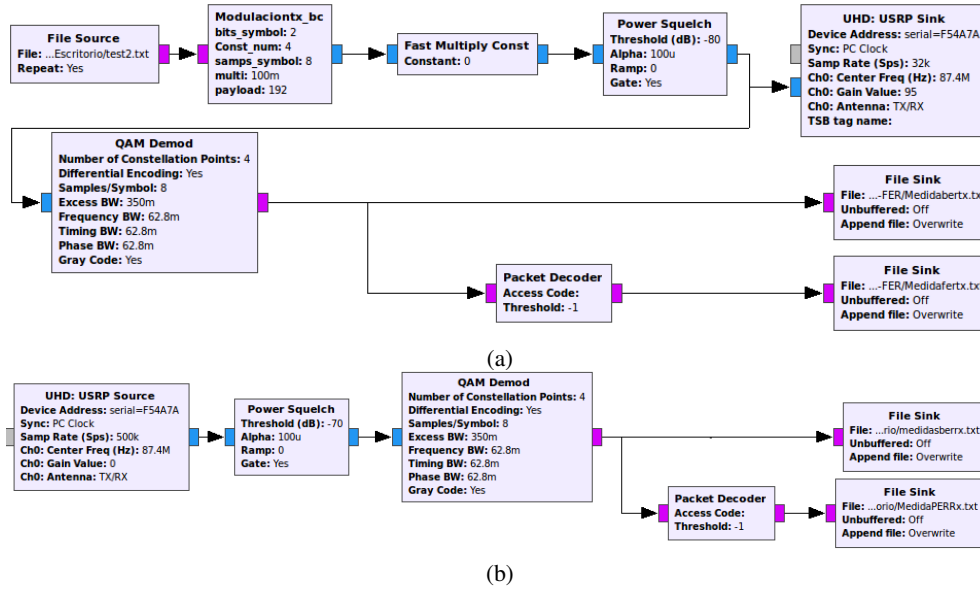 File Source
File: ...Escritorio/test2.txt
Repeat: Yes
Modulaciontx_bc
bits_symbol: 2
Const_num: 4
samps_symbol: 8
multi: 100m
payload: 192
Fast Multiply Const
Constant: 0
Power Squelch
Threshold (dB): -80
Alpha: 100u
Ramp: 0
Gate: Yes
UHD: USRP Sink
Device Address: serial=F54A7A
Sync: PC Clock
Samp Rate (Sps): 32k
Ch0: Center Freq (Hz): 87.4M
Ch0: Gain Value: 95
Ch0: Antenna: TX/RX
TSB tag name:
QAM Demod
Number of Constellation Points: 4
Differential Encoding: Yes
Samples/Symbol: 8
Excess BW: 350m
Frequency BW: 62.8m
Timing BW: 62.8m
Phase BW: 62.8m
Gray Code: Yes
File Sink
File: ...-FER/Medidabertx.txt
Unbuffered: Off
Append file: Overwrite
Packet Decoder
Access Code:
Threshold: -1
File Sink
File: ...-FER/Medidafertx.txt
Unbuffered: Off
Append file: Overwrite
(a)
UHD: USRP Source
Device Address: serial=F54A7A
Sync: PC Clock
Samp Rate (Sps): 500k
Ch0: Center Freq (Hz): 87.4M
Ch0: Gain Value: 0
Ch0: Antenna: TX/RX
Power Squelch
Threshold (dB): -70
Alpha: 100u
Ramp: 0
Gate: Yes
QAM Demod
Number of Constellation Points: 4
Differential Encoding: Yes
Samples/Symbol: 8
Excess BW: 350m
Frequency BW: 62.8m
Timing BW: 62.8m
Phase BW: 62.8m
Gray Code: Yes
File Sink
File: ...rio/medidasberrx.txt
Unbuffered: Off
Append file: Overwrite
Packet Decoder
Access Code:
Threshold: -1
File Sink
File: ...orio/MedidaPERRx.txt
Unbuffered: Off
Append file: Overwrite
(b)